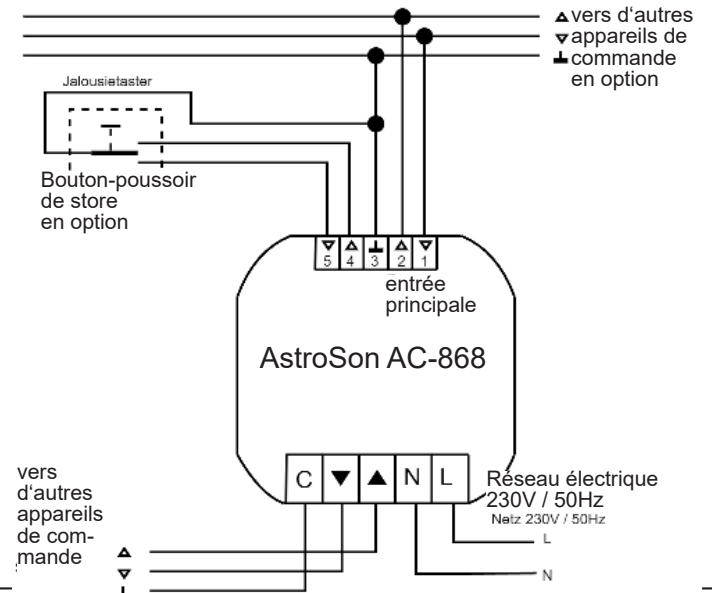 vers d'autres
appareils de
commande
en option
Jalousietaster
Bouton-poussoir
de store
en option
5 4 3 2 1
entrée
principale
AstroSon AC-868
C N L
Réseau électrique
230V / 50Hz
Netz 230V / 50Hz
L
N
vers
d'autres
appareils
de com-
mande